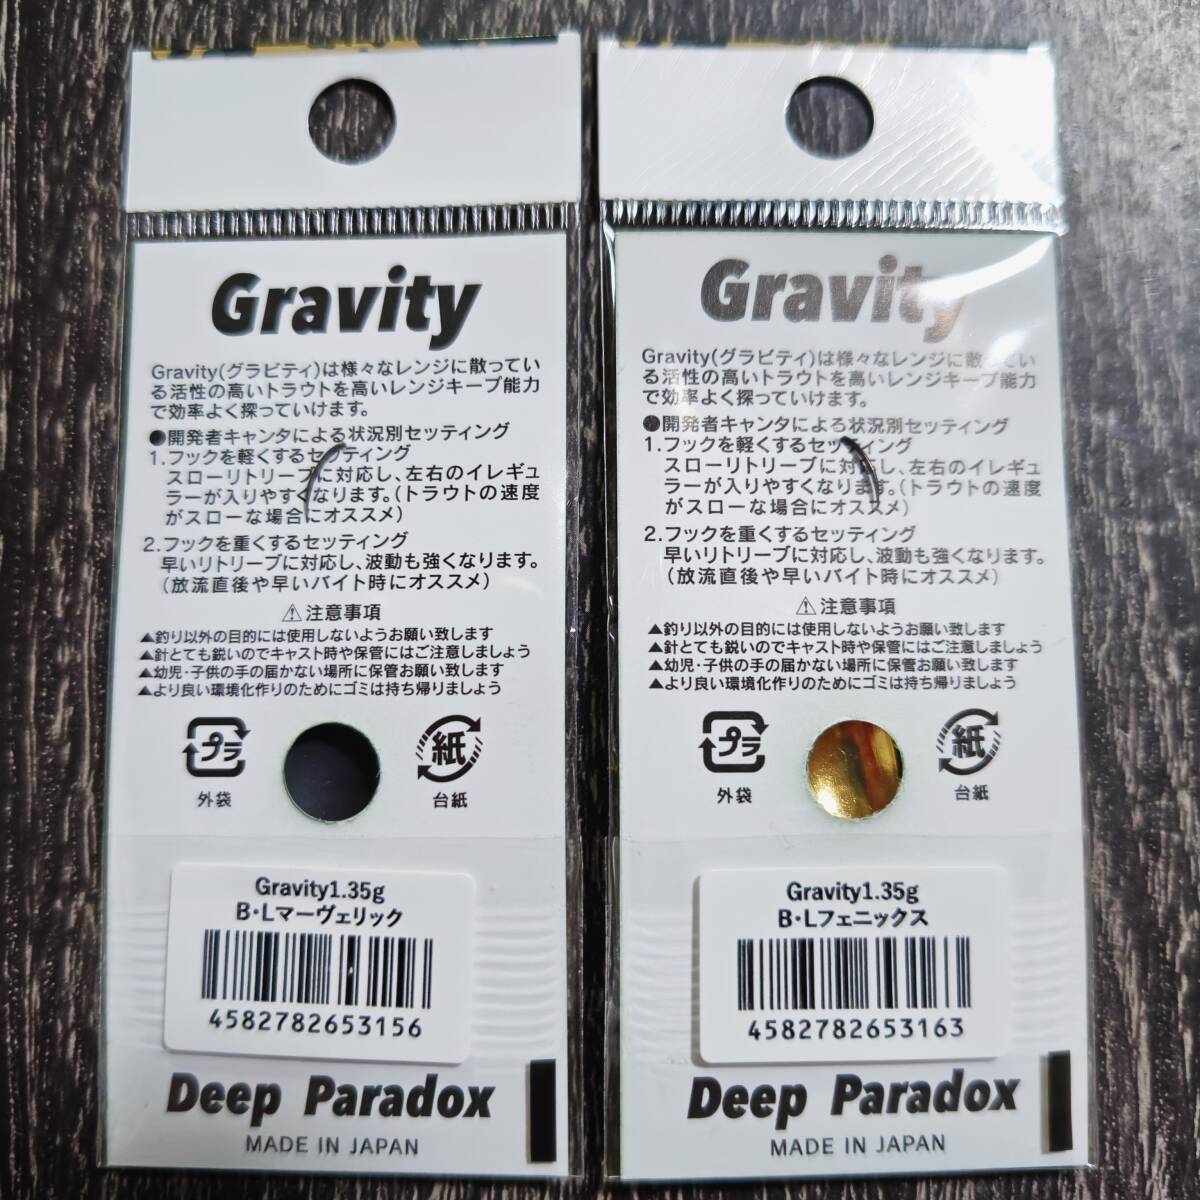 Gravity
Gravity(グラビティ)は様々なレンジに散ってい
る活性の高いトラウトを高いレンジキープ能力
で効率よく探っていけます。
●開発者キャンタによる状況別セッティング
1.フックを軽くするセッティング
スローリトリーブに対応し、左右のイレギュ
ラーが入りやすくなります。(トラウトの速度
がスローな場合にオススメ)
2.フックを重くするセッティング
早いリトリーブに対応し、波動も強くなります。
(放流直後や早いバイト時にオススメ)
⚠注意事項
▲釣り以外の目的には使用しないようお願い致します
▲針とても鋭いのでキャスト時や保管にはご注意しましょう
▲幼児・子供の手の届かない場所に保管お願い致します
▲より良い環境化作りのためにゴミは持ち帰りましょう
プラ
外袋
紙
台紙
Gravity1.35g
B・Lマーヴェリック
4582782653156
Deep Paradox
MADE IN JAPAN
Gravity
Gravity(グラビティ)は様々なレンジに散ってい
る活性の高いトラウトを高いレンジキープ能力
で効率よく探っていけます。
●開発者キャンタによる状況別セッティング
1.フックを軽くするセッティング
スローリトリーブに対応し、左右のイレギュ
ラーが入りやすくなります。(トラウトの速度
がスローな場合にオススメ)
2.フックを重くするセッティング
早いリトリーブに対応し、波動も強くなります。
(放流直後や早いバイト時にオススメ)
⚠注意事項
▲釣り以外の目的には使用しないようお願い致します
▲針とても鋭いのでキャスト時や保管にはご注意しましょう
▲幼児・子供の手の届かない場所に保管お願い致します
▲より良い環境化作りのためにゴミは持ち帰りましょう
プラ
外袋
紙
台紙
Gravity1.35g
B・Lフェニックス
4582782653163
Deep Paradox
MADE IN JAPAN